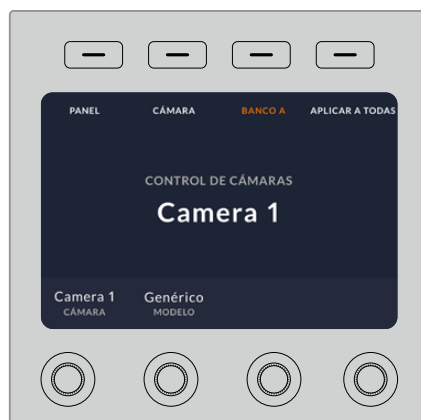 PANEL CÁMARA BANCO A APLICAR A TODAS
CONTROL DE CÁMARAS
Camera 1
Camera 1 Genérico
CÁMARA MODELO